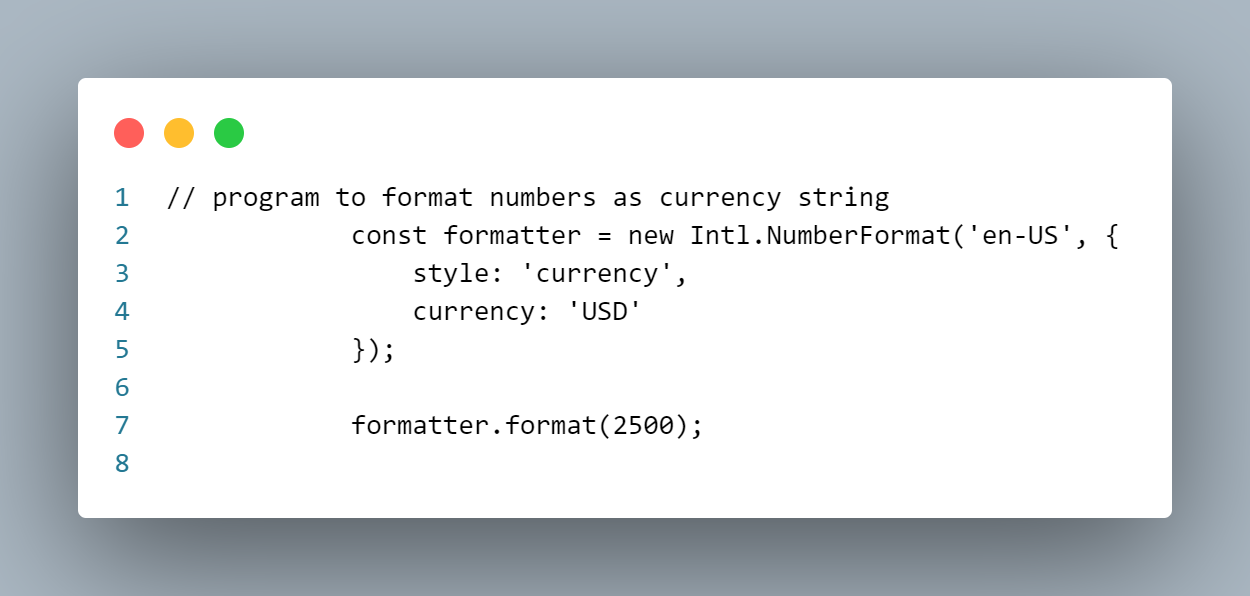 1 // program to format numbers as currency string
2             const formatter = new Intl.NumberFormat('en-US', {
3                 style: 'currency',
4                 currency: 'USD'
5             });
6
7             formatter.format(2500);
8